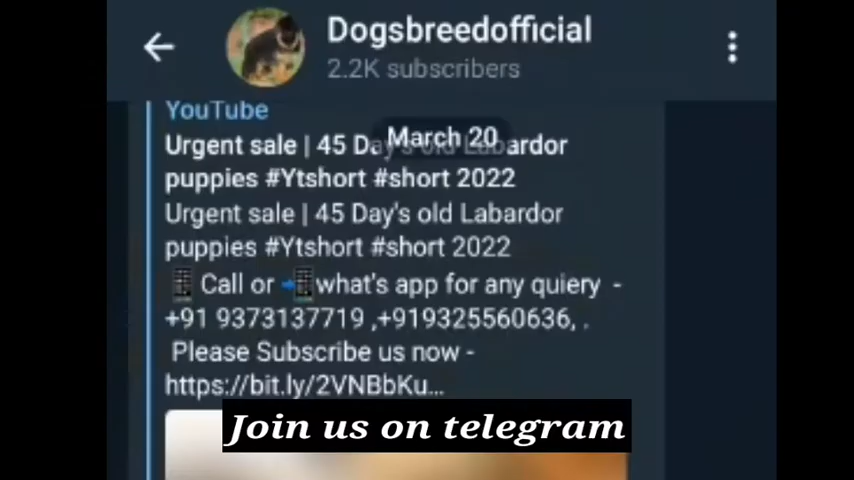 Dogsbreedofficial
2.2K subscribers
YouTube
March 20
Urgent sale | 45 Day's old Labardor
puppies #Ytshort #short 2022
Urgent sale | 45 Day's old Labardor
puppies #Ytshort #short 2022
Call or what's app for any quiery -
+91 9373137719 ,+919325560636, .
Please Subscribe us now -
https://bit.ly/2VNBbKu...
Join us on telegram